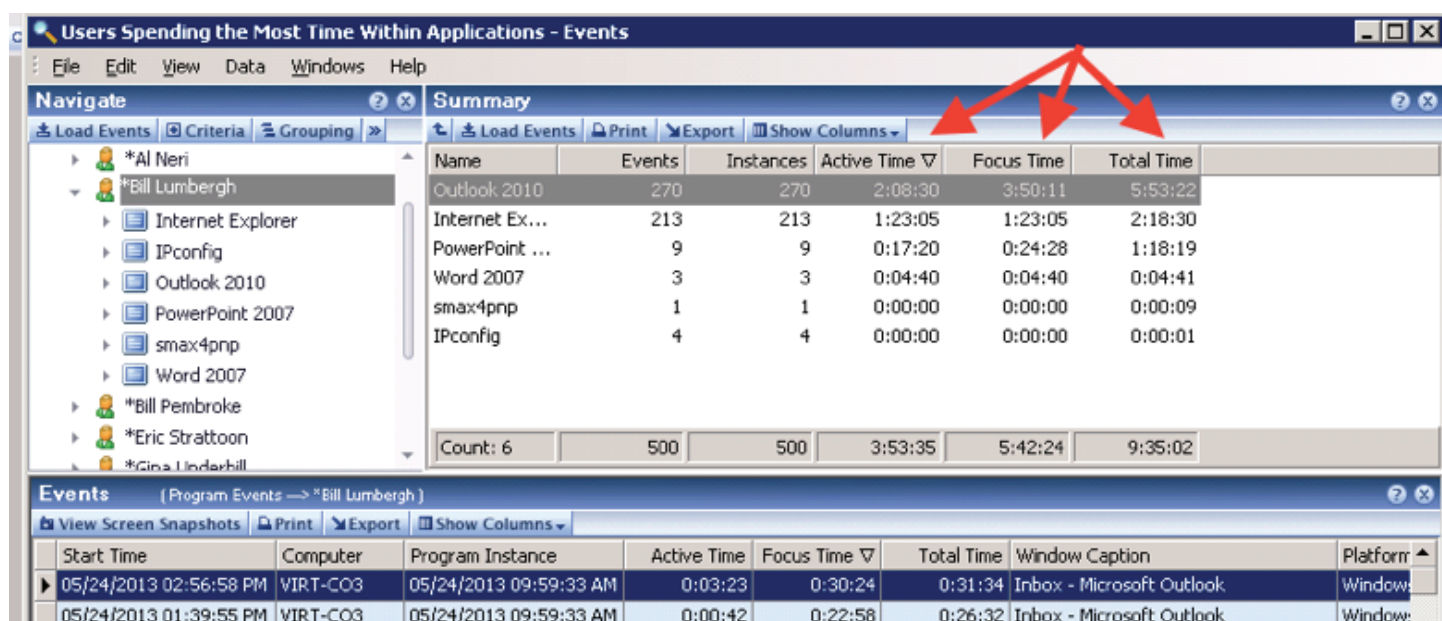 Users Spending the Most Time Within Applications - Events
File Edit View Data Windows Help
Navigate
Load Events Criteria Grouping »
*Al Neri
*Bill Lumbergh
Internet Explorer
IPconfig
Outlook 2010
PowerPoint 2007
smax4pnp
Word 2007
*Bill Pembroke
*Eric Strattoon
*Gina Underhill
Summary
Load Events Print Export Show Columns
Name Events Instances Active Time Focus Time Total Time
Outlook 2010 270 270 2:08:30 3:50:11 5:53:22
Internet Ex... 213 213 1:23:05 1:23:05 2:18:30
PowerPoint ... 9 9 0:17:20 0:24:28 1:18:19
Word 2007 3 3 0:04:40 0:04:40 0:04:41
smax4pnp 1 1 0:00:00 0:00:00 0:00:09
IPconfig 4 4 0:00:00 0:00:00 0:00:01
Count: 6 500 500 3:53:35 5:42:24 9:35:02
Events (Program Events —> *Bill Lumbergh)
View Screen Snapshots Print Export Show Columns
Start Time Computer Program Instance Active Time Focus Time Total Time Window Caption Platform
05/24/2013 02:56:58 PM VIRT-CO3 05/24/2013 09:59:33 AM 0:03:23 0:30:24 0:31:34 Inbox - Microsoft Outlook Windows
05/24/2013 01:39:55 PM VIRT-CO3 05/24/2013 09:59:33 AM 0:00:42 0:22:58 0:26:32 Inbox - Microsoft Outlook Windows